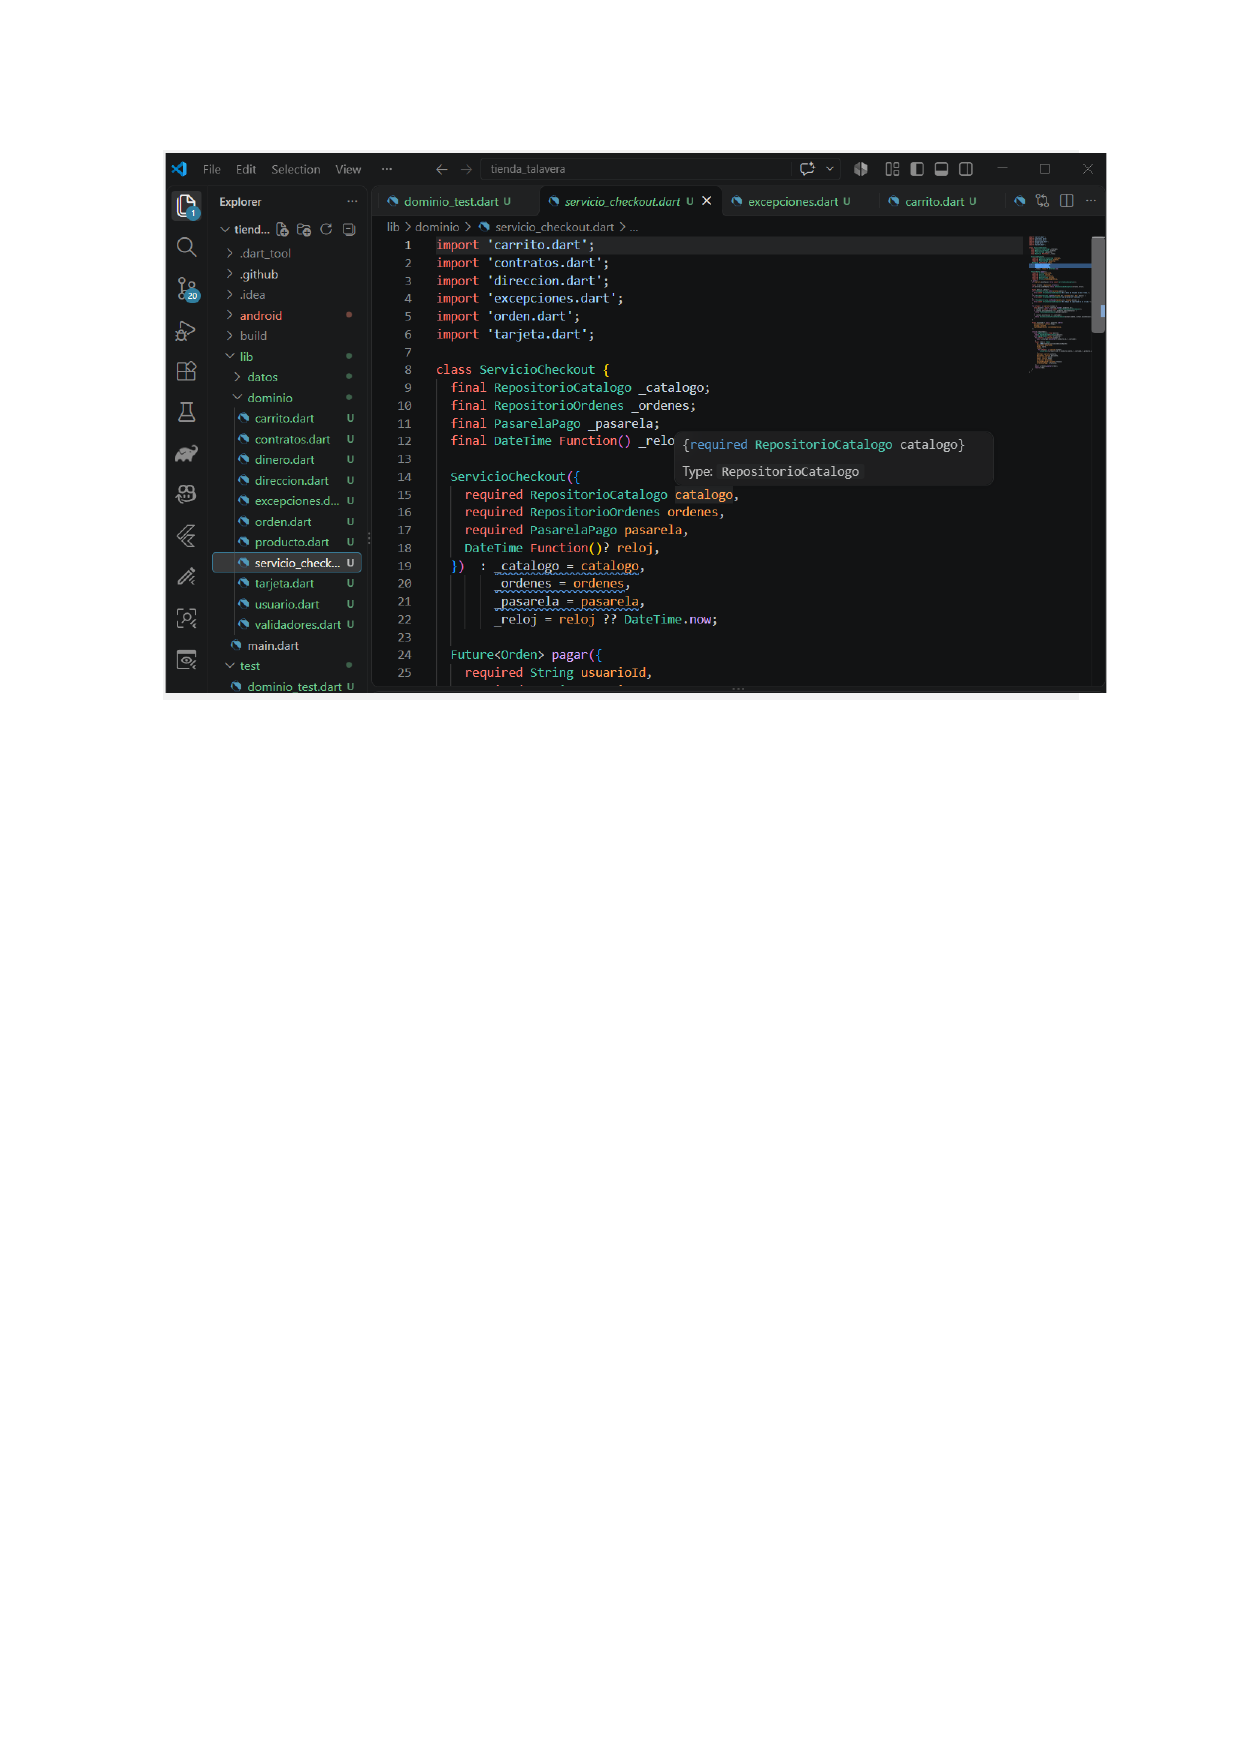 File Edit Selection View ··· tienda_talavera
Explorer ···
tiend...
.dart_tool
.github
.idea
android
build
lib
datos
dominio
carrito.dart U
contratos.dart U
dinero.dart U
direccion.dart U
excepciones.d... U
orden.dart U
producto.dart U
servicio_check... U
tarjeta.dart U
usuario.dart U
validadores.dart U
main.dart
test
dominio_test.dart U
1
20
dominio_test.dart U servicio_checkout.dart U excepciones.dart U carrito.dart U ···
lib > dominio > servicio_checkout.dart > ...
1 import 'carrito.dart';
2 import 'contratos.dart';
3 import 'direccion.dart';
4 import 'excepciones.dart';
5 import 'orden.dart';
6 import 'tarjeta.dart';
7
8 class ServicioCheckout {
9 final RepositorioCatalogo _catalogo;
10 final RepositorioOrdenes _ordenes;
11 final PasarelaPago _pasarela;
12 final DateTime Function() _relo
{required RepositorioCatalogo catalogo}
Type: RepositorioCatalogo
13
14 ServicioCheckout({
15 required RepositorioCatalogo catalogo,
16 required RepositorioOrdenes ordenes,
17 required PasarelaPago pasarela,
18 DateTime Function()? reloj,
19 }) : _catalogo = catalogo,
20 _ordenes = ordenes,
21 _pasarela = pasarela,
22 _reloj = reloj ?? DateTime.now;
23
24 Future<Orden> pagar({
25 required String usuarioId,